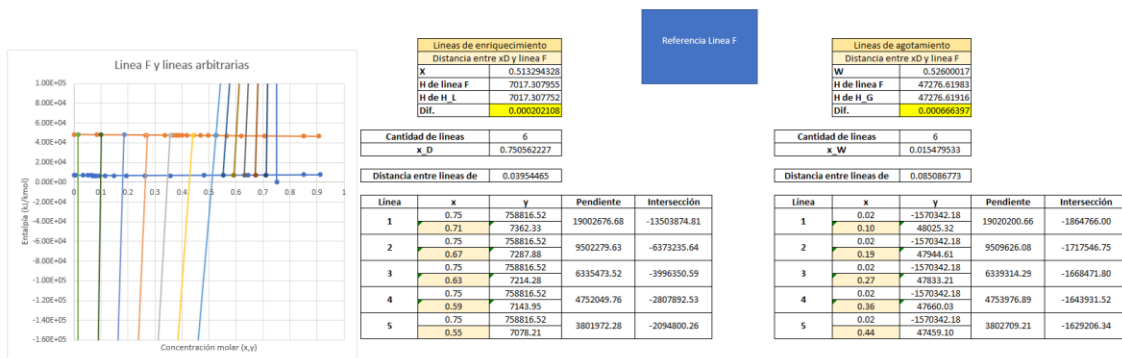 Referencia Linea F
Linea F y lineas arbitrarias
1.00E+05
8.00E+04
6.00E+04
4.00E+04
2.00E+04
0.00E+00
-2.00E+04
-4.00E+04
-6.00E+04
-8.00E+04
-1.00E+05
-1.20E+05
-1.40E+05
-1.60E+05
0 0.1 0.2 0.3 0.4 0.5 0.6 0.7 0.8 0.9 1
Entalpía (kJ/kmol)
Concentración molar (x,y)
Lineas de enriquecimiento
Distancia entre xD y linea F
X 0.513294328
H de linea F 7017.307955
H de H_L 7017.307752
Dif. 0.000202108
Cantidad de lineas 6
x_D 0.750562227
Distancia entre lineas de 0.03954465
Línea x y Pendiente Intersección
1 0.75 758816.52 19002676.68 -13503874.81
0.71 7362.33
2 0.75 758816.52 9502279.63 -6373235.64
0.67 7287.88
3 0.75 758816.52 6335473.52 -3996350.59
0.63 7214.28
4 0.75 758816.52 4752049.76 -2807892.53
0.59 7143.95
5 0.75 758816.52 3801972.28 -2094800.26
0.55 7078.21
Lineas de agotamiento
Distancia entre xD y linea F
W 0.52600017
H de linea F 47276.61983
H de H_G 47276.61916
Dif. 0.000666397
Cantidad de lineas 6
x_W 0.015479533
Distancia entre lineas de 0.085086773
Línea x y Pendiente Intersección
1 0.02 -1570342.18 19020200.66 -1864766.00
0.10 48025.32
2 0.02 -1570342.18 9509626.08 -1717546.75
0.19 47944.61
3 0.02 -1570342.18 6339314.29 -1668471.80
0.27 47833.21
4 0.02 -1570342.18 4753976.89 -1643931.52
0.36 47660.03
5 0.02 -1570342.18 3802709.21 -1629206.34
0.44 47459.10